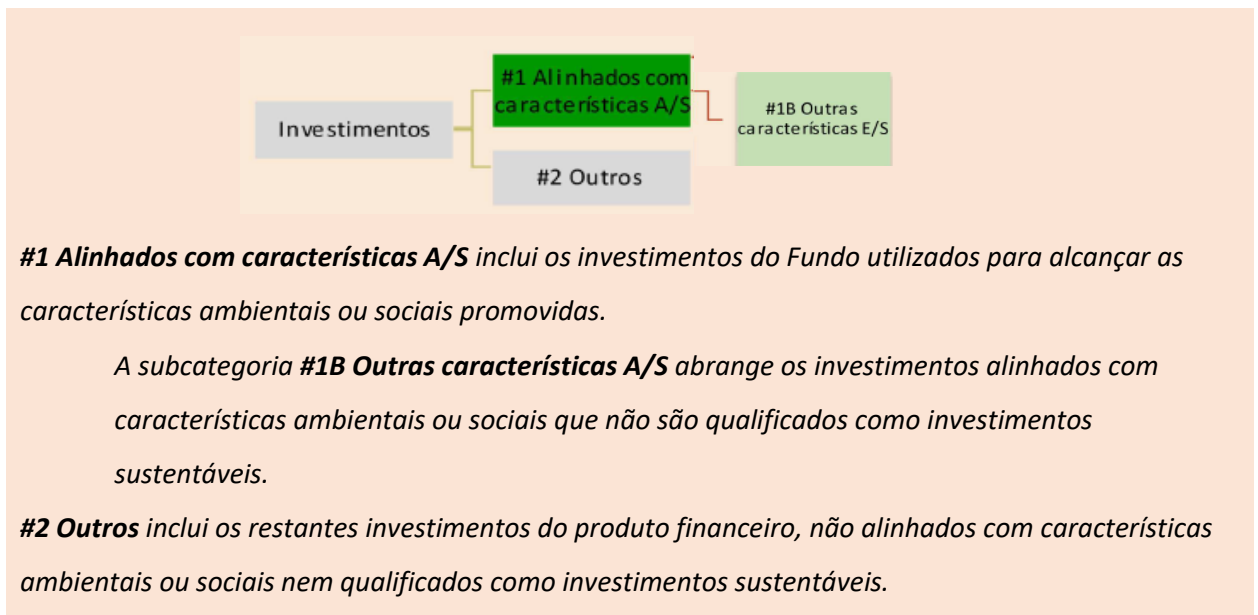 #1 Alinhados com
características A/S
#1B Outras
características E/S
Investimentos
#2 Outros
#1 Alinhados com características A/S inclui os investimentos do Fundo utilizados para alcançar as
características ambientais ou sociais promovidas.
A subcategoria #1B Outras características A/S abrange os investimentos alinhados com
características ambientais ou sociais que não são qualificados como investimentos
sustentáveis.
#2 Outros inclui os restantes investimentos do produto financeiro, não alinhados com características
ambientais ou sociais nem qualificados como investimentos sustentáveis.